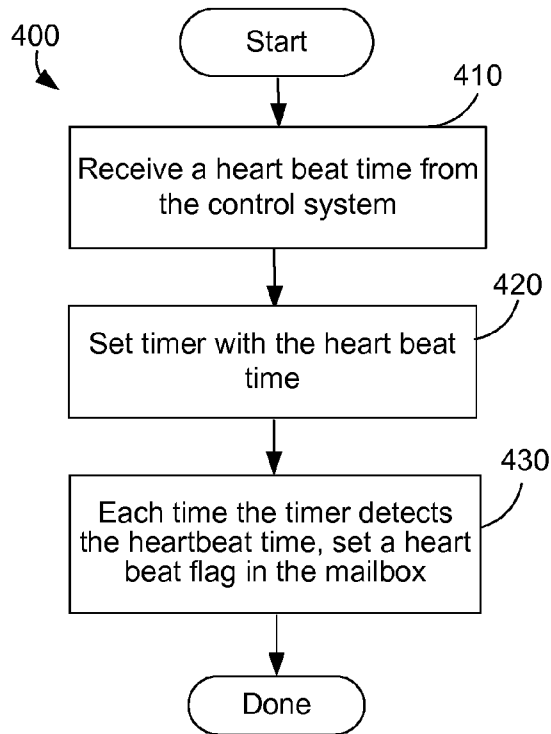 400
Start
410
Receive a heart beat time from
the control system
420
Set timer with the heart beat
time
430
Each time the timer detects
the heartbeat time, set a heart
beat flag in the mailbox
Done